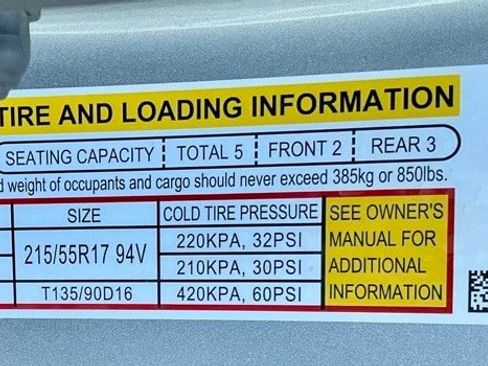 TIRE AND LOADING INFORMATION
SEATING CAPACITY TOTAL 5 FRONT 2 REAR 3
weight of occupants and cargo should never exceed 385kg or 850lbs.
SIZE COLD TIRE PRESSURE SEE OWNER'S MANUAL FOR ADDITIONAL INFORMATION
215/55R17 94V 220KPA, 32PSI
210KPA, 30PSI
T135/90D16 420KPA, 60PSI